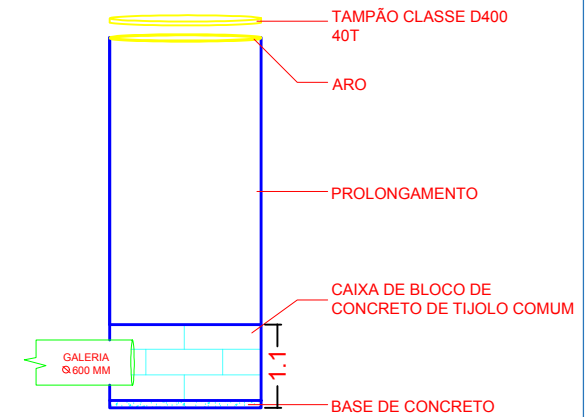 TAMPÃO CLASSE D400
40T
ARO
PROLONGAMENTO
CAIXA DE BLOCO DE
CONCRETO DE TIJOLO COMUM
GALERIA
Ø600 MM
1.1
BASE DE CONCRETO